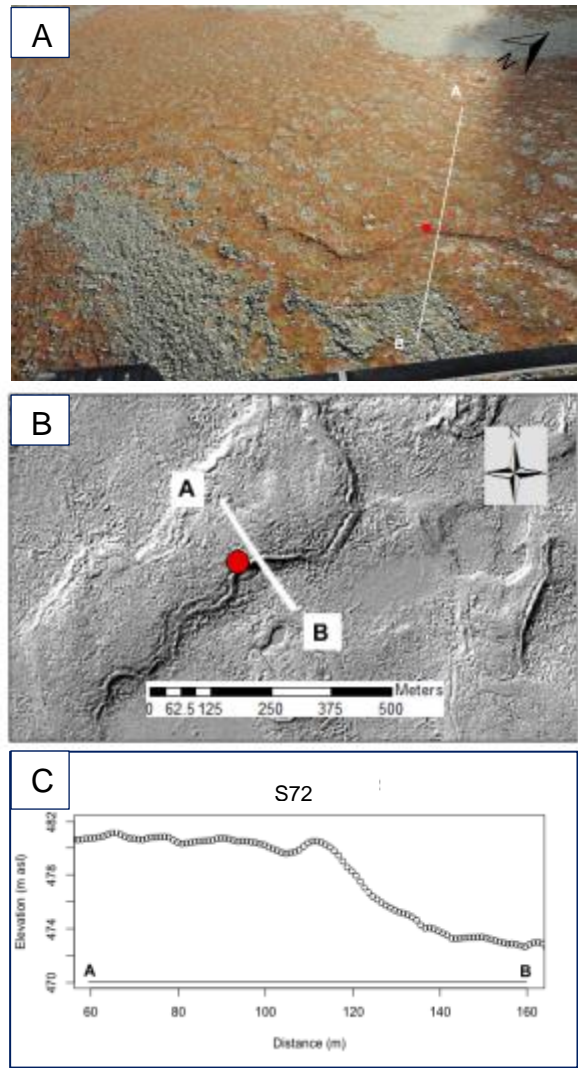 A
N
A
B
B
N
A
B
Meters
0 62.5 125 250 375 500
C
S72
Elevation (m asl)
482
478
474
470
A
B
60 80 100 120 140 160
Distance (m)